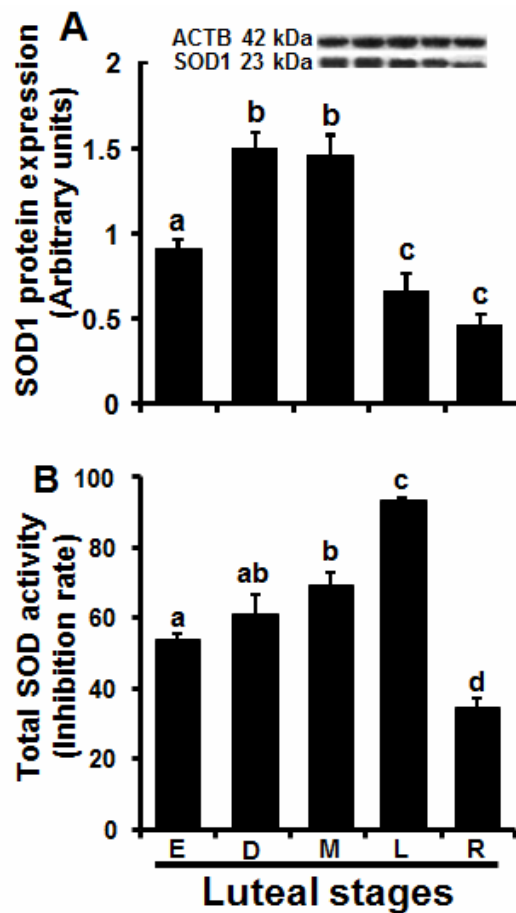 A
ACTB 42 kDa
SOD1 23 kDa
SOD1 protein expression
(Arbitrary units)
2
1.5
1
0.5
0
a
b
b
c
c
B
Total SOD activity
(Inhibition rate)
100
80
60
40
20
0
a
ab
b
c
d
E D M L R
Luteal stages